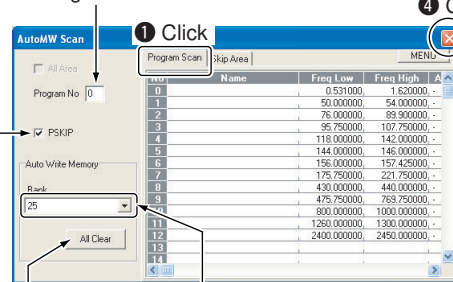 ❶ Click
AutoMW Scan
Program Scan
Skip Area
MENU
All Area
Program No 0
PSKIP
Auto Write Memory
Bank
25
All Clear
No Name Freq Low Freq High A
0 0.531000, 1.620000, -
1 50.000000, 54.000000, -
2 76.000000, 89.900000, -
3 95.750000, 107.750000, -
4 118.000000, 142.000000, -
5 144.000000, 146.000000, -
6 156.000000, 157.425000, -
7 175.750000, 221.750000, -
8 430.000000, 440.000000, -
9 475.750000, 769.750000, -
10 800.000000, 1000.000000, -
11 1260.000000, 1300.000000, -
12 2400.000000, 2450.000000, -
13 , ,
14
❹